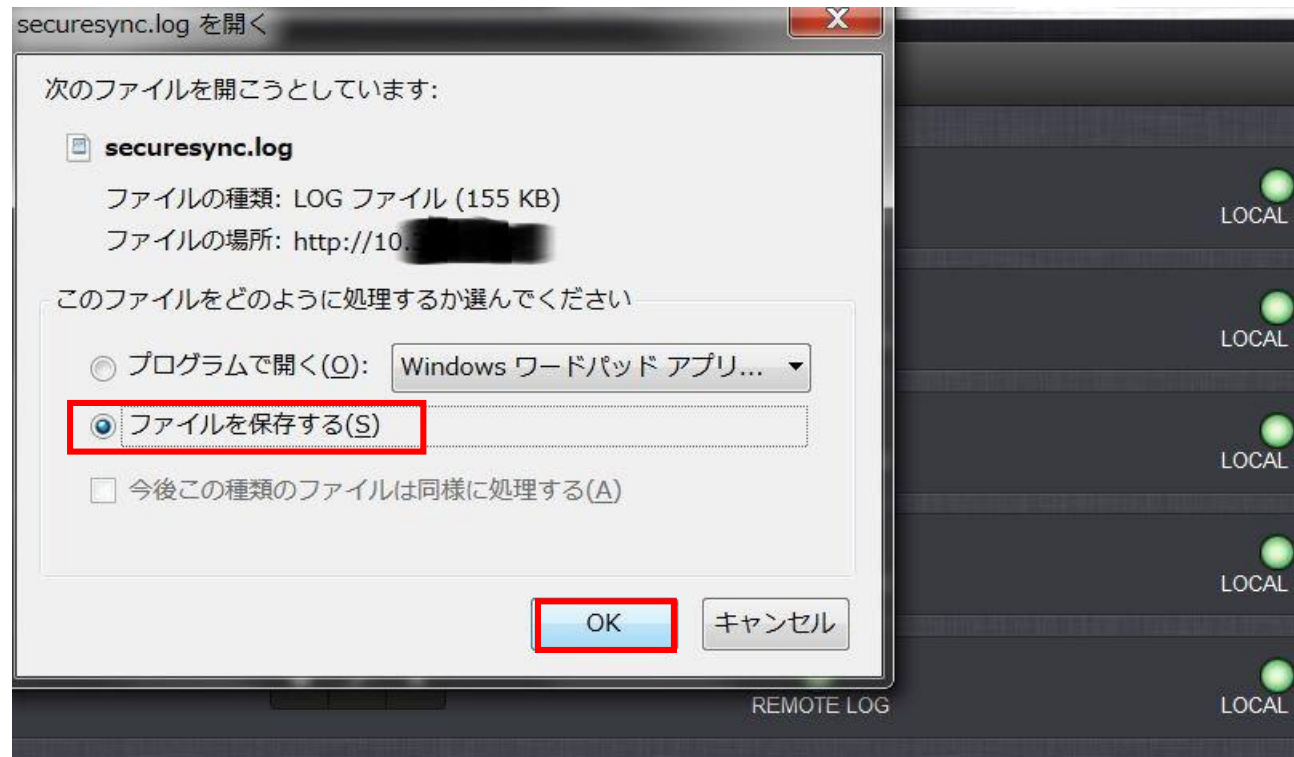 securesync.log を開く
次のファイルを開こうとしています:
securesync.log
ファイルの種類: LOG ファイル (155 KB)
ファイルの場所: http://10.
このファイルをどのように処理するか選んでください
プログラムで開く(O): Windows ワードパッド アプリ...
ファイルを保存する(S)
今後この種類のファイルは同様に処理する(A)
OK キャンセル
LOCAL
LOCAL
LOCAL
LOCAL
REMOTE LOG LOCAL